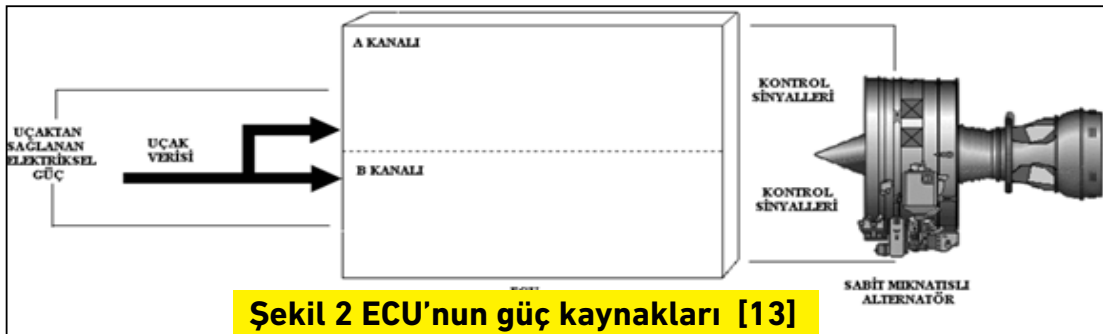 A KANALI
UÇAKTAN
SAĞLANAN
ELEKTRİKSEL
GÜÇ
UÇAK
VERİSİ
B KANALI
KONTROL
SİNYALLERİ
KONTROL
SİNYALLERİ
SABİT MIKNATISLI
ALTERNATÖR
Şekil 2 ECU’nun güç kaynakları [13]